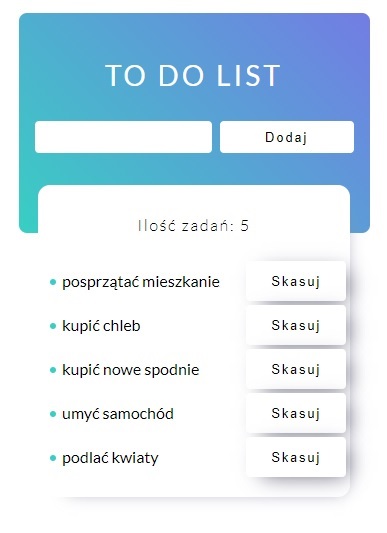 TO DO LIST
Dodaj
Ilość zadań: 5
posprzątać mieszkanie Skasuj
kupić chleb Skasuj
kupić nowe spodnie Skasuj
umyć samochód Skasuj
podlać kwiaty Skasuj